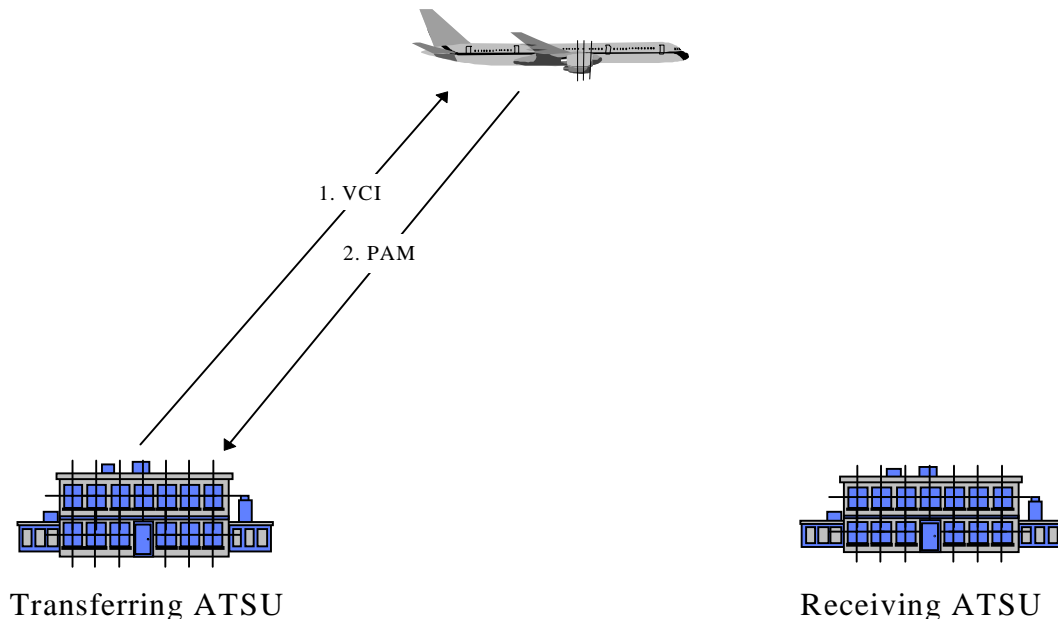 1. VCI
2. PAM
Transferring ATSU
Receiving ATSU